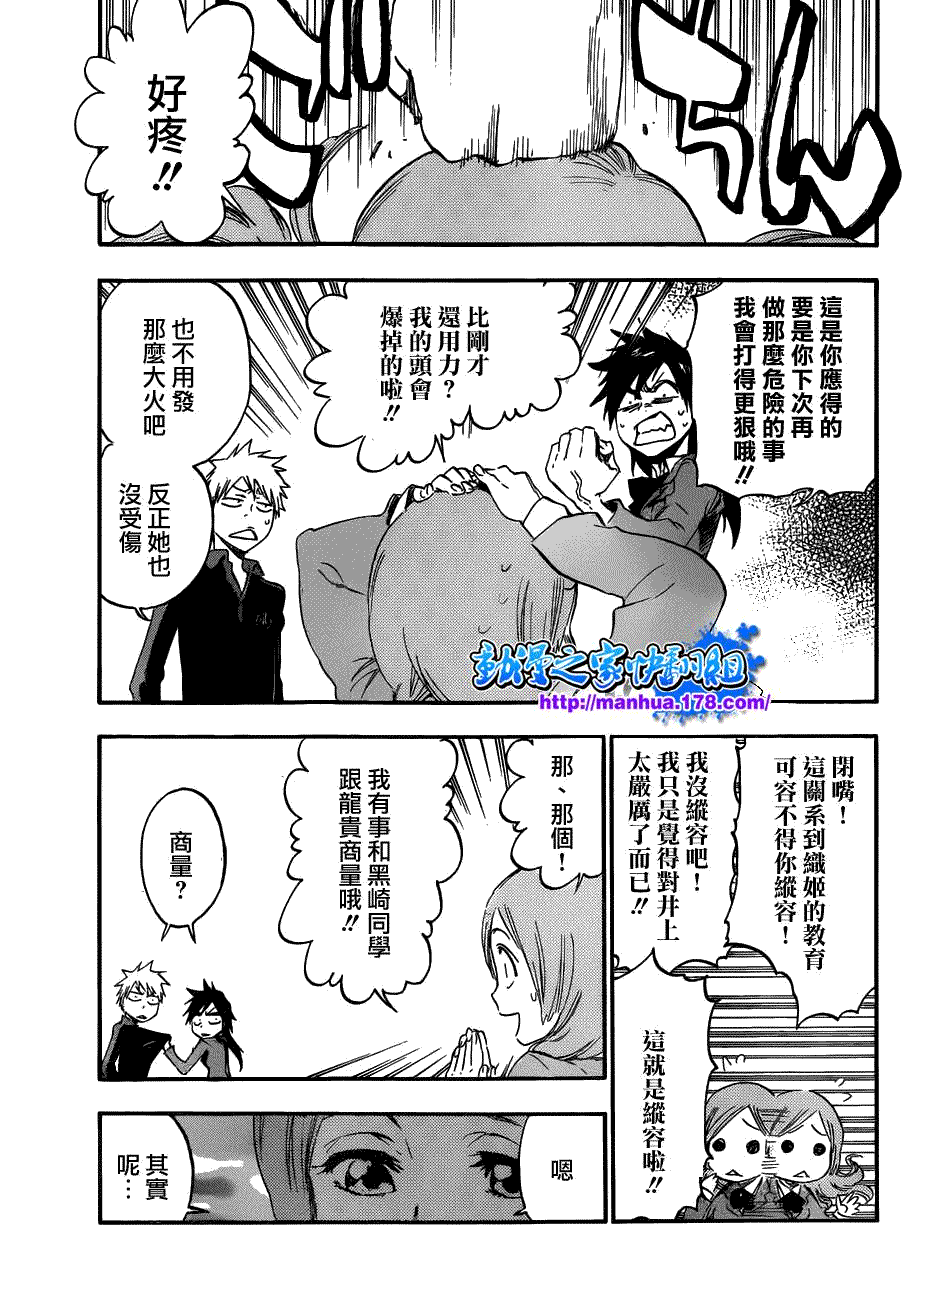 好疼!!
ごん
這是你應得的
要是你下次再
做那麼危險的事
我會打得更狠哦!!
比剛才
還用力?
我的頭會
爆掉的啦!!
也不用發
那麼大火吧
反正她也
沒受傷
動漫之家快翻組
http://manhua.178.com/
閉嘴!
這關系到織姬的教育
可容不得你縱容!
我沒縱容吧!
我只是覺得對井上
太嚴厲了而已!!
這就是縱容啦!!
那、那個!
我有事和黑崎同學
跟龍貴商量哦!!
商量?
嗯
其實
呢…